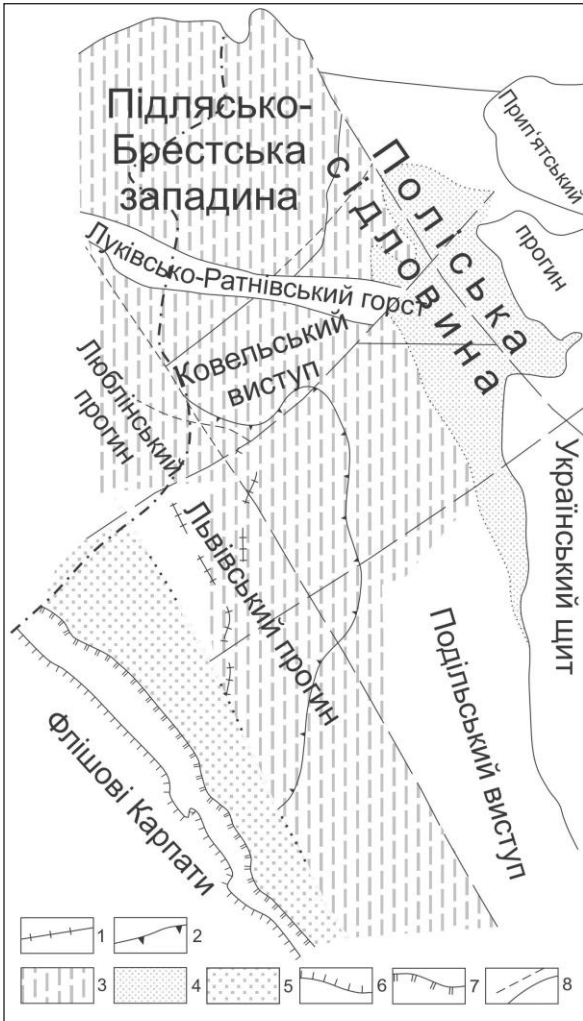 Підлясько-
Брестська
западина
Поліська
сідловина
Прип'ятський
прогин
Луківсько-Ратнівський горст
Ковельський
виступ
Люблінський
прогин
Український щит
Львівський прогин
Подільський виступ
Флішові Карпати
1
2
3
4
5
6
7
8